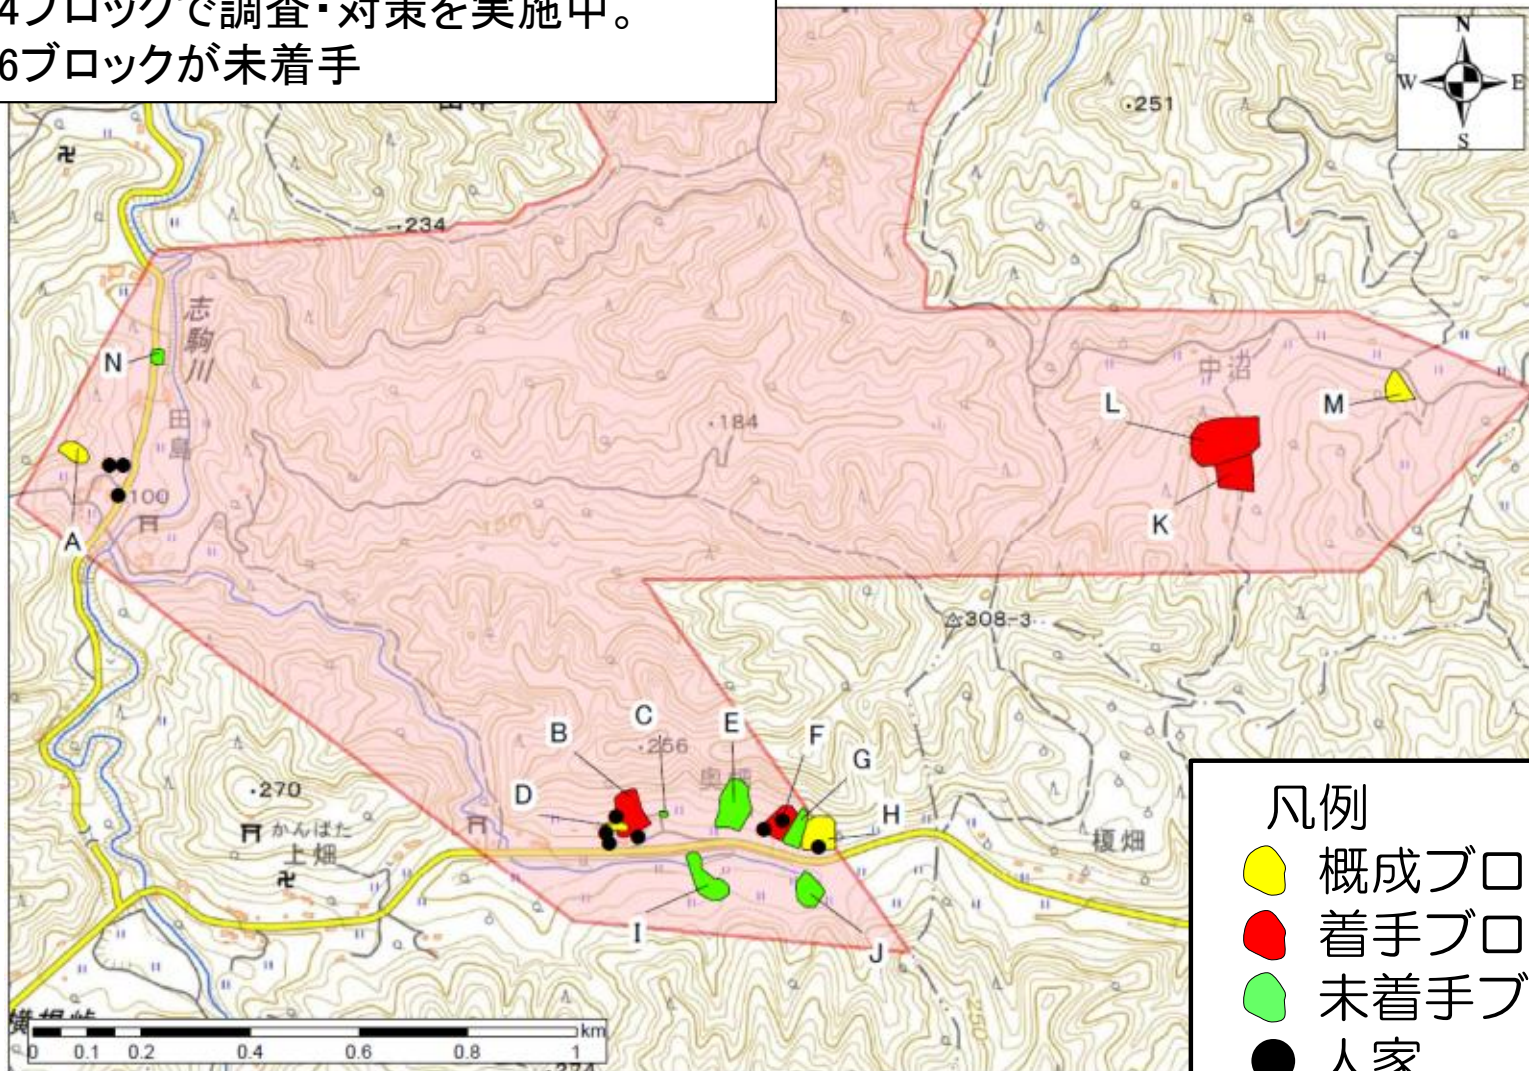 4ブロックで調査・対策を実施中。
6ブロックが未着手
N
W
E
S
・251
・234
志駒川
N
田島
・184
中沼
L
M
K
100
A
150
△308-3
C
B
E
・256
F
G
D
H
・270
かんばた
上畑
榎畑
I
J
凡例
概成ブロ
着手ブロ
未着手ブ
人家
km
0 0.1 0.2 0.4 0.6 0.8 1